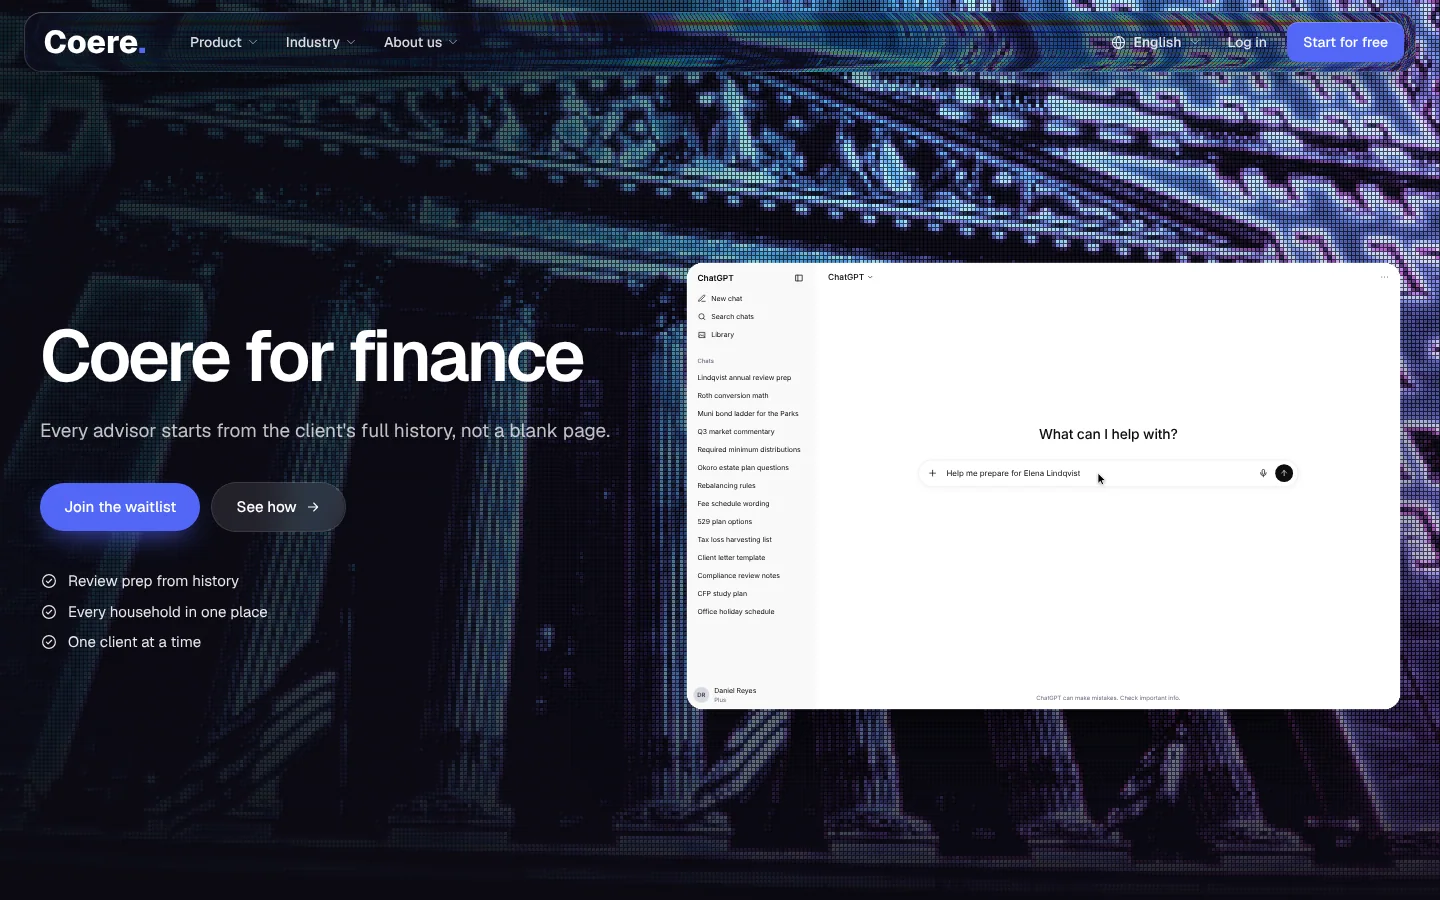 Coere.
Product
Industry
About us
English
Log in
Start for free
Coere for finance
Every advisor starts from the client's full history, not a blank page.
Join the waitlist
See how
Review prep from history
Every household in one place
One client at a time
ChatGPT
New chat
Search chats
Library
Chats
Lindqvist annual review prep
Roth conversion math
Muni bond ladder for the Parks
Q3 market commentary
Required minimum distributions
Okoro estate plan questions
Rebalancing rules
Fee schedule wording
529 plan options
Tax loss harvesting list
Client letter template
Compliance review notes
CFP study plan
Office holiday schedule
DR
Daniel Reyes
Plus
ChatGPT
What can I help with?
Help me prepare for Elena Lindqvist
ChatGPT can make mistakes. Check important info.